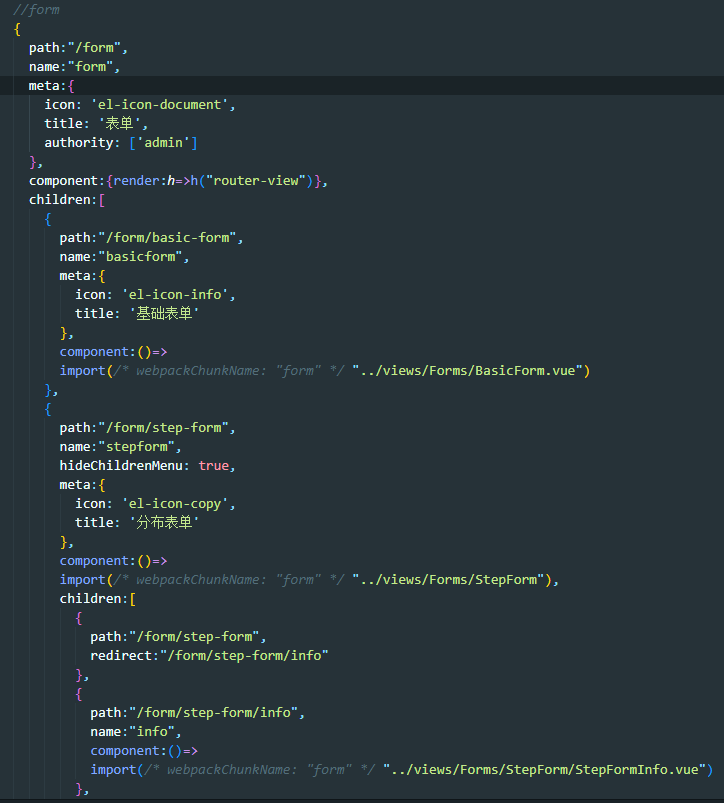 //form
{
path:"/form",
name:"form",
meta:{
icon: 'el-icon-document',
title: '表单',
authority: ['admin']
},
component:{render:h=>h("router-view")},
children:[
{
path:"/form/basic-form",
name:"basicform",
meta:{
icon: 'el-icon-info',
title: '基础表单'
},
component:()=>
import(/* webpackChunkName: "form" */ "../views/Forms/BasicForm.vue")
},
{
path:"/form/step-form",
name:"stepform",
hideChildrenMenu: true,
meta:{
icon: 'el-icon-copy',
title: '分布表单'
},
component:()=>
import(/* webpackChunkName: "form" */ "../views/Forms/StepForm"),
children:[
{
path:"/form/step-form",
redirect:"/form/step-form/info"
},
{
path:"/form/step-form/info",
name:"info",
component:()=>
import(/* webpackChunkName: "form" */ "../views/Forms/StepForm/StepFormInfo.vue")
},